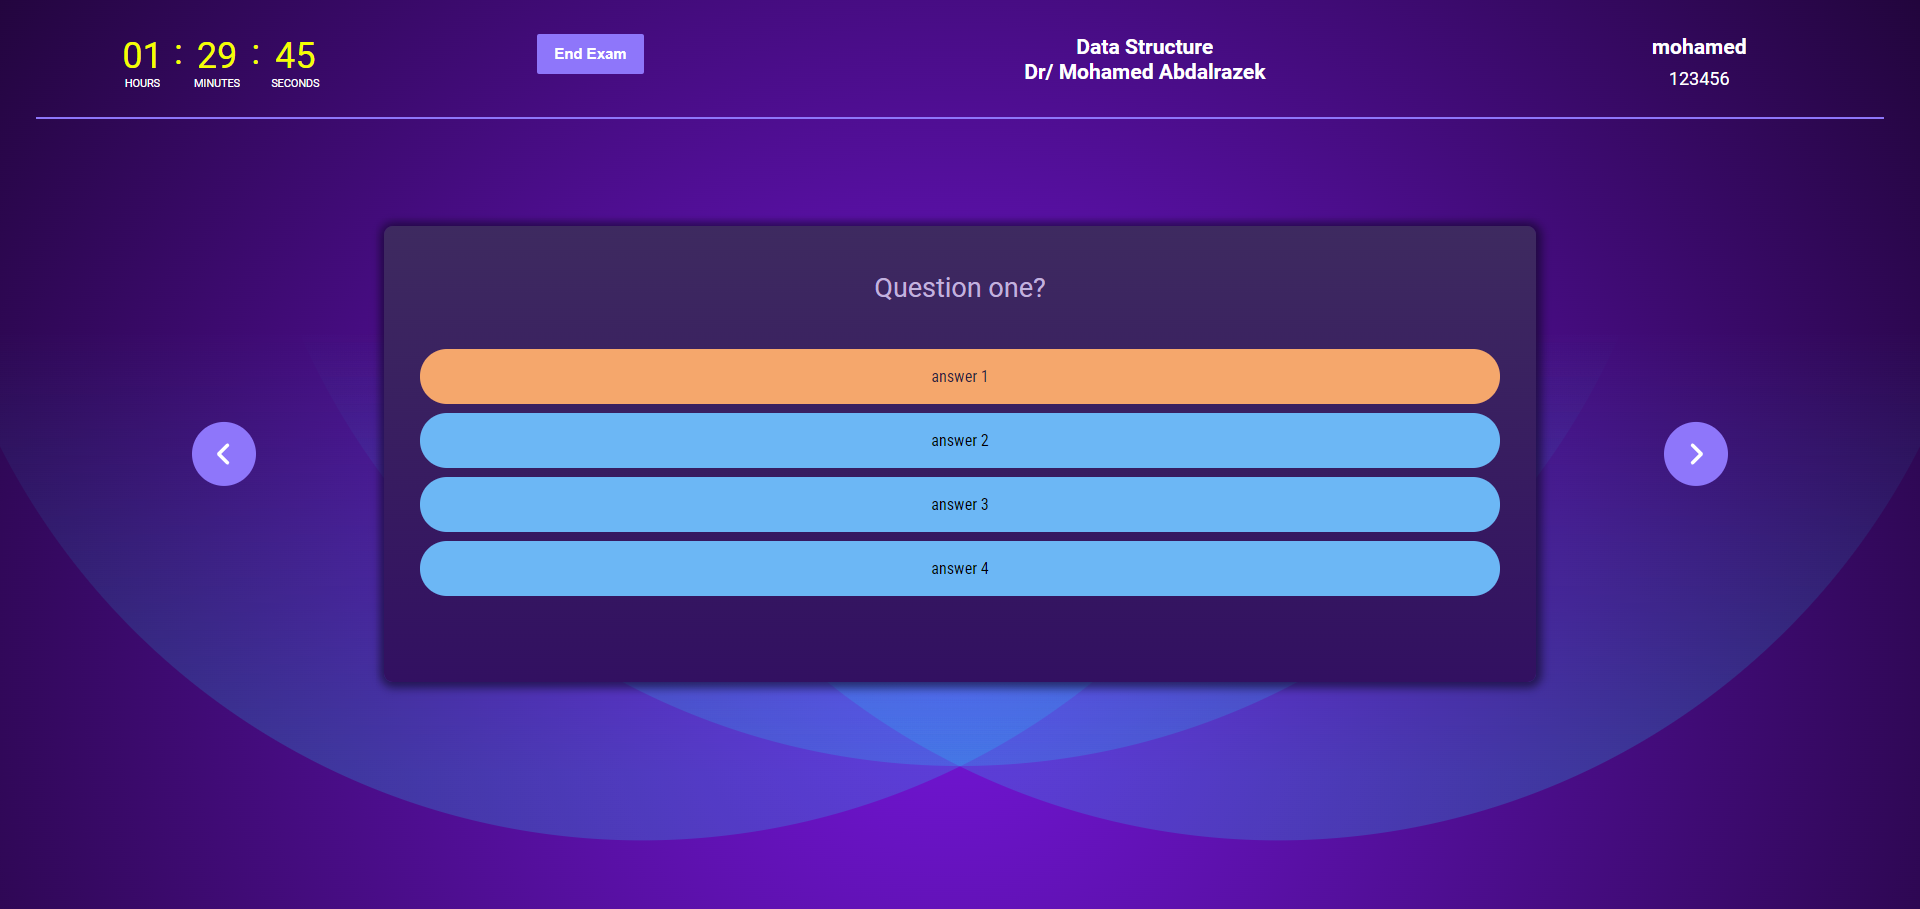 01 : 29 : 45
HOURS MINUTES SECONDS
End Exam
Data Structure
Dr/ Mohamed Abdalrazek
mohamed
123456
Question one?
answer 1
answer 2
answer 3
answer 4